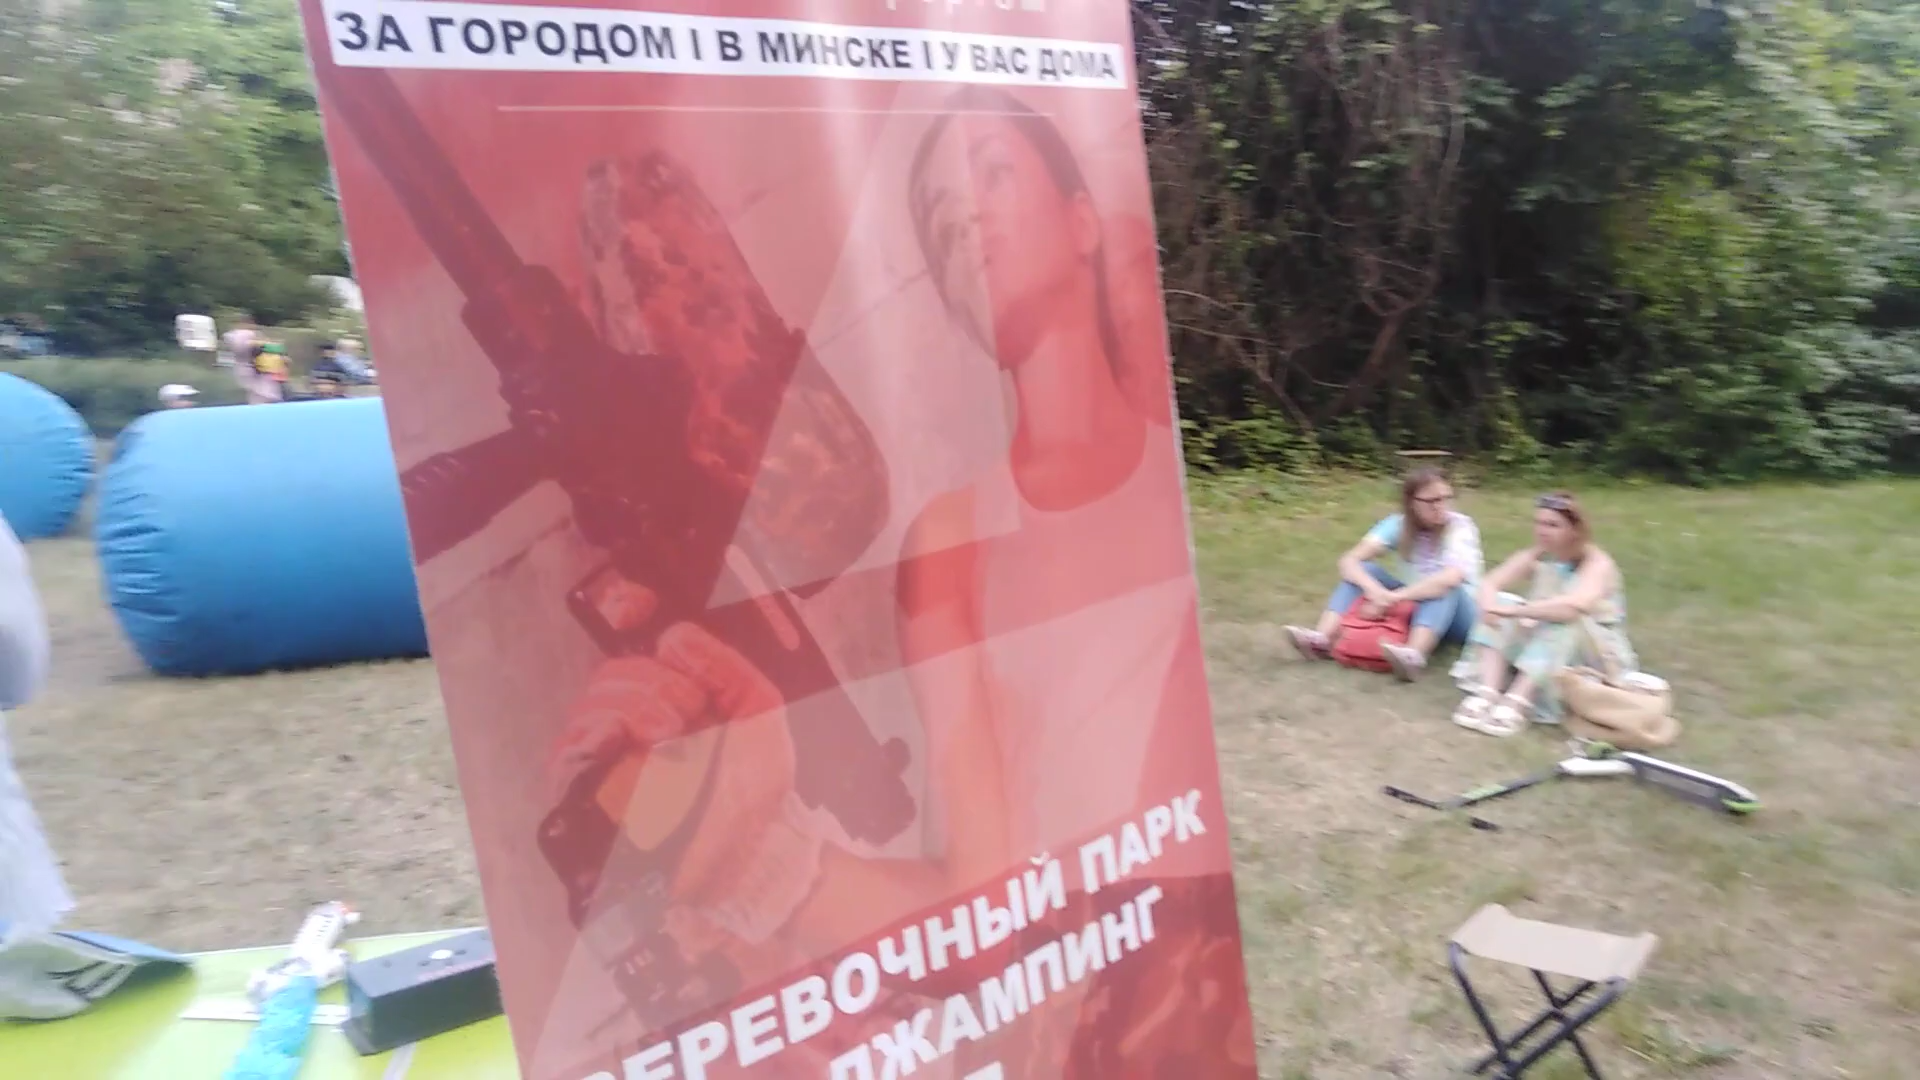 ЗА ГОРОДОМ | В МИНСКЕ | У ВАС ДОМА
ВЕРЕВОЧНЫЙ ПАРК
ДЖАМПИНГ